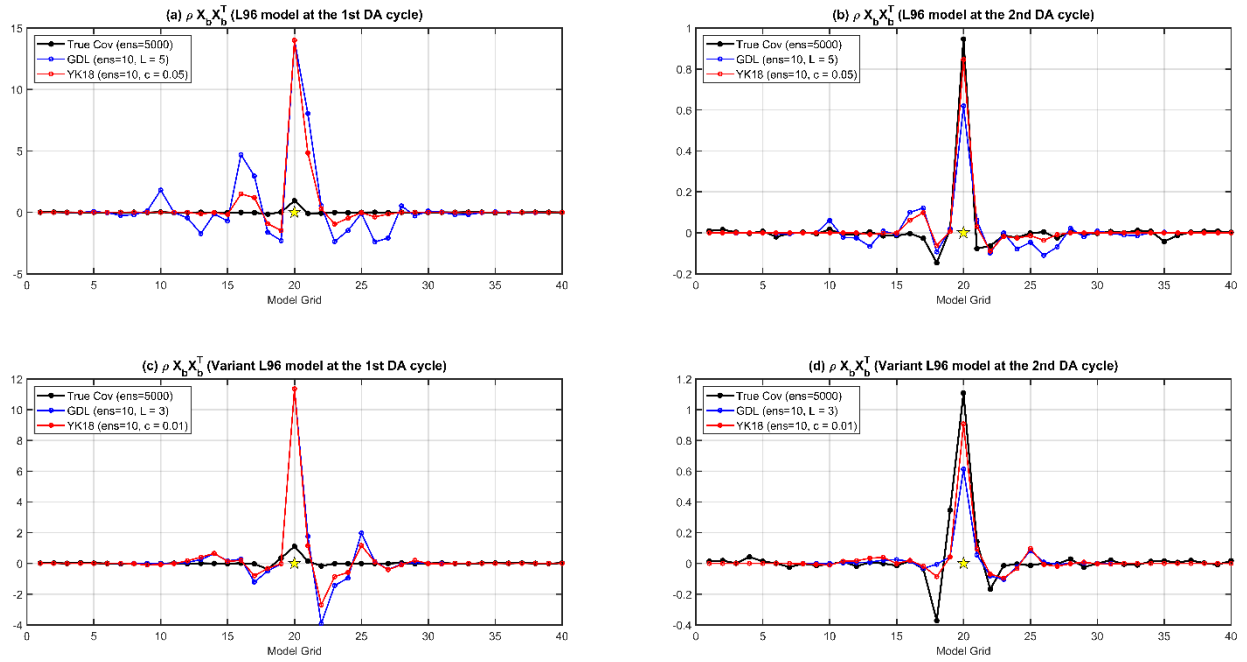 (a) ρ X_b X_b^T (L96 model at the 1st DA cycle)
True Cov (ens=5000)
GDL (ens=10, L = 5)
YK18 (ens=10, c = 0.05)
15
10
5
0
-5
0 5 10 15 20 25 30 35 40
Model Grid
(b) ρ X_b X_b^T (L96 model at the 2nd DA cycle)
True Cov (ens=5000)
GDL (ens=10, L = 5)
YK18 (ens=10, c = 0.05)
1
0.8
0.6
0.4
0.2
0
-0.2
0 5 10 15 20 25 30 35 40
Model Grid
(c) ρ X_b X_b^T (Variant L96 model at the 1st DA cycle)
True Cov (ens=5000)
GDL (ens=10, L = 3)
YK18 (ens=10, c = 0.01)
12
10
8
6
4
2
0
-2
-4
0 5 10 15 20 25 30 35 40
Model Grid
(d) ρ X_b X_b^T (Variant L96 model at the 2nd DA cycle)
True Cov (ens=5000)
GDL (ens=10, L = 3)
YK18 (ens=10, c = 0.01)
1.2
1
0.8
0.6
0.4
0.2
0
-0.2
-0.4
0 5 10 15 20 25 30 35 40
Model Grid